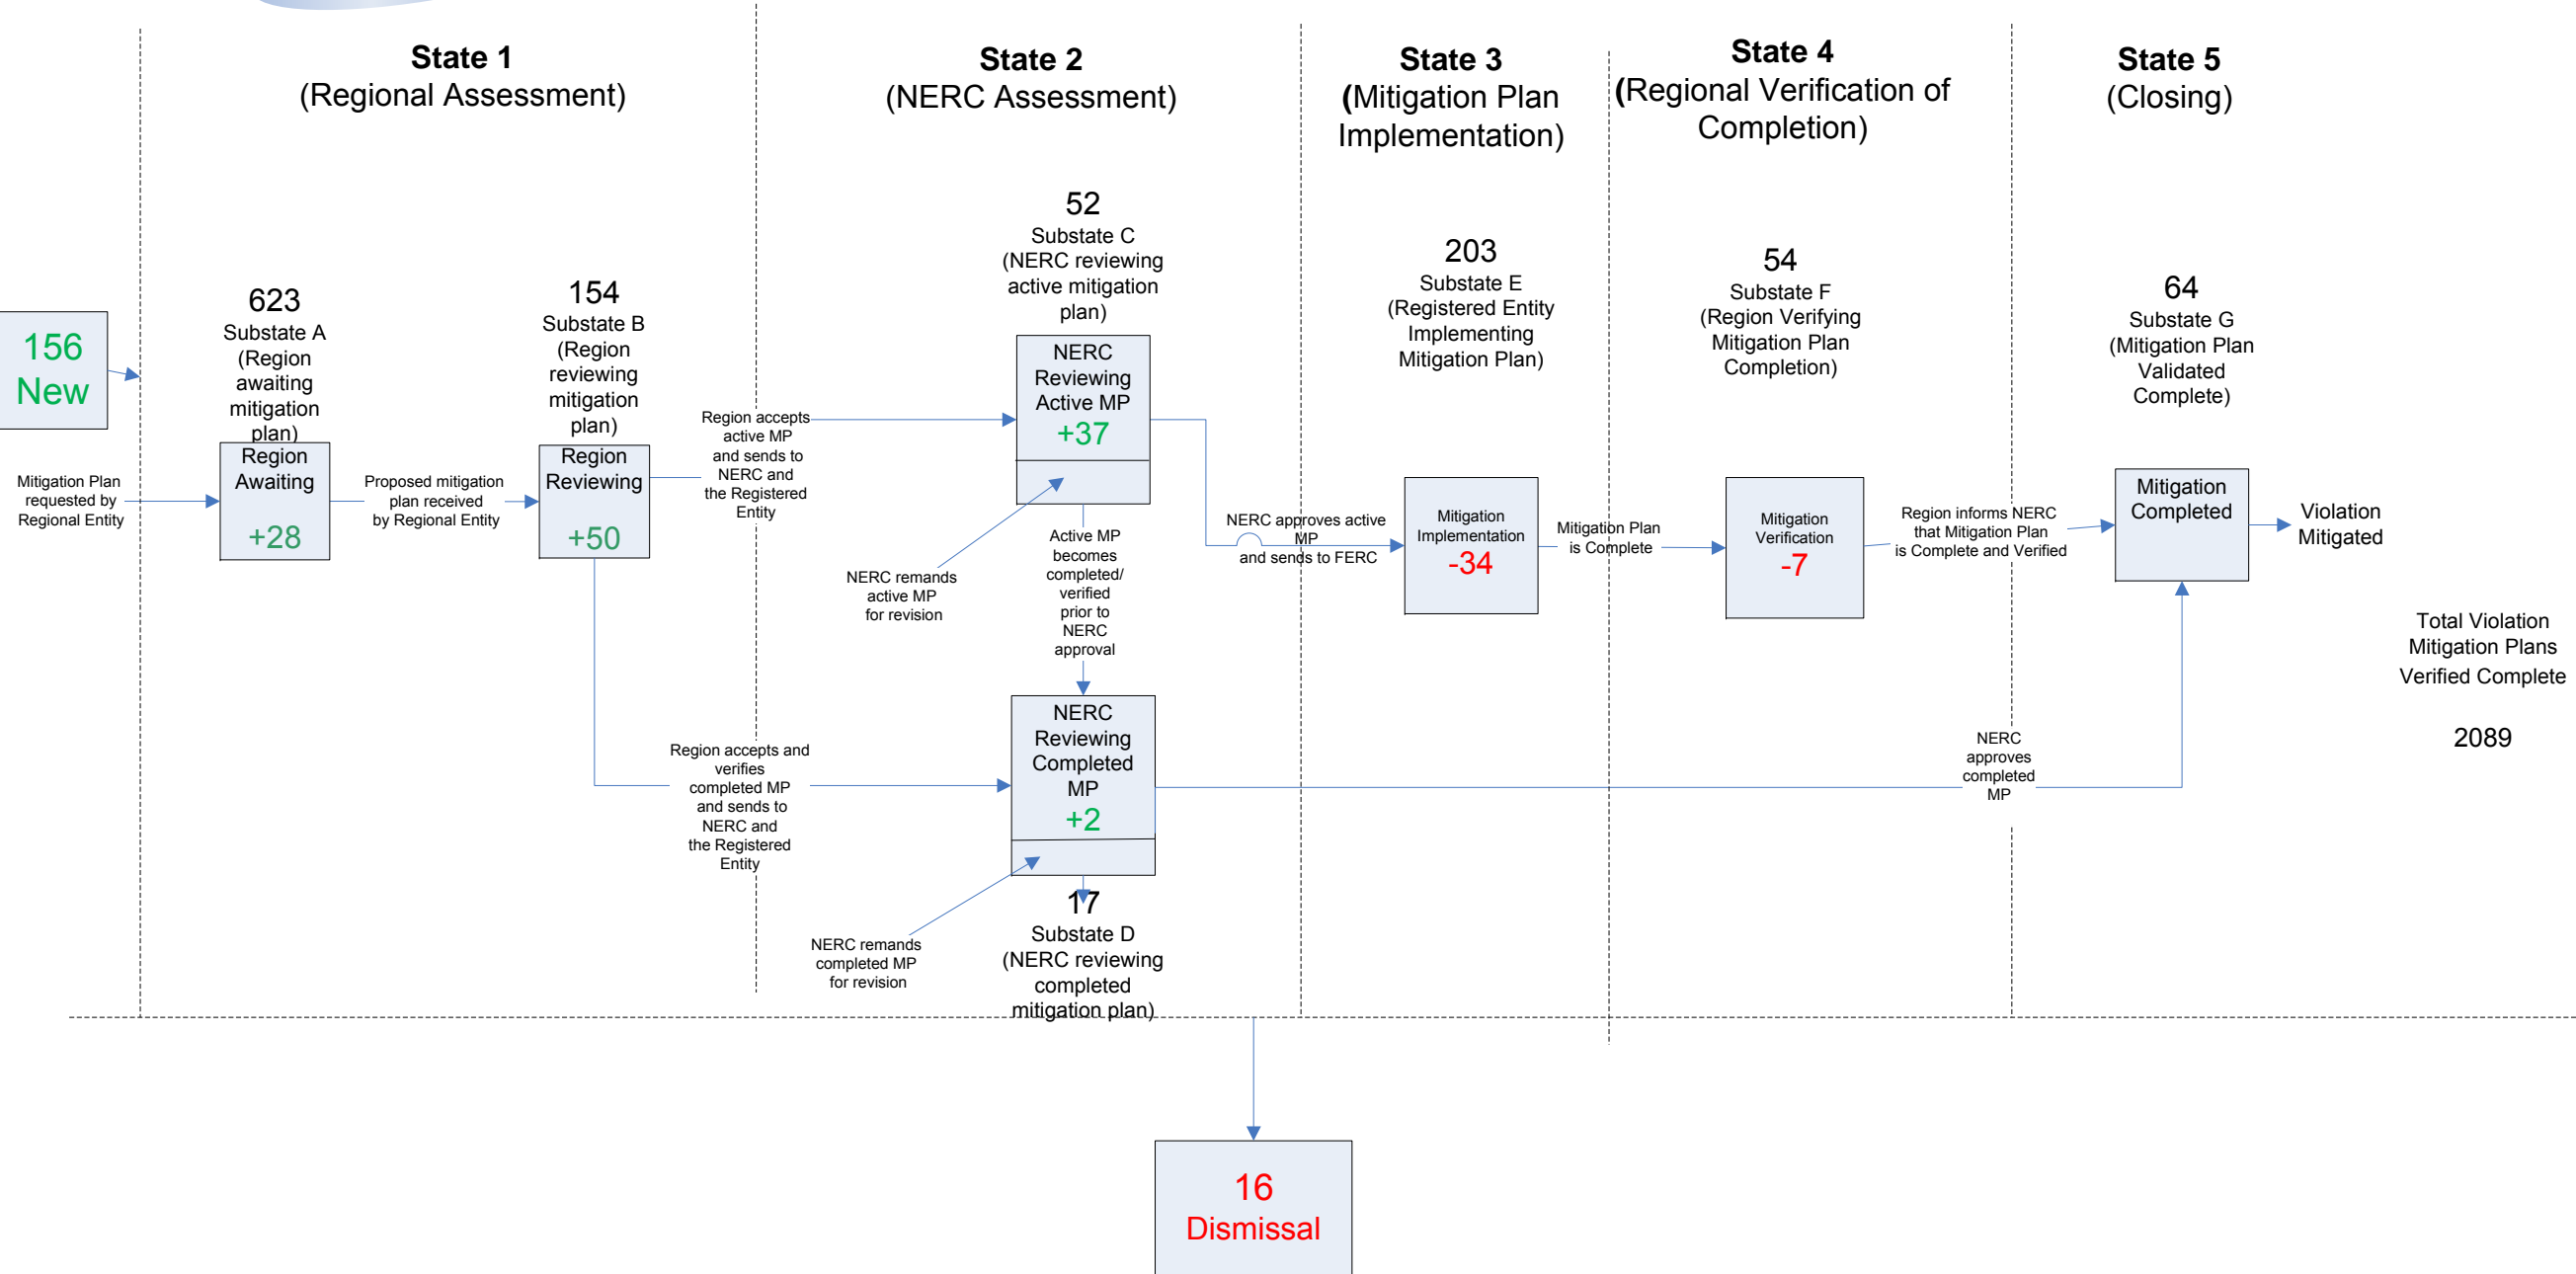 State 1
(Regional Assessment)
State 2
(NERC Assessment)
State 3
(Mitigation Plan
Implementation)
State 4
(Regional Verification of
Completion)
State 5
(Closing)
156
New
Mitigation Plan
requested by
Regional Entity
623
Substate A
(Region
awaiting
mitigation
plan)
Region
Awaiting
+28
Proposed mitigation
plan received
by Regional Entity
154
Substate B
(Region
reviewing
mitigation
plan)
Region
Reviewing
+50
Region accepts
active MP
and sends to
NERC and
the Registered
Entity
Region accepts and
verifies
completed MP
and sends to
NERC and
the Registered
Entity
52
Substate C
(NERC reviewing
active mitigation
plan)
NERC
Reviewing
Active MP
+37
NERC remands
active MP
for revision
Active MP
becomes
completed/
verified
prior to
NERC
approval
NERC
Reviewing
Completed
MP
+2
NERC remands
completed MP
for revision
17
Substate D
(NERC reviewing
completed
mitigation plan)
NERC approves active
MP
and sends to FERC
203
Substate E
(Registered Entity
Implementing
Mitigation Plan)
Mitigation
Implementation
-34
Mitigation Plan
is Complete
54
Substate F
(Region Verifying
Mitigation Plan
Completion)
Mitigation
Verification
-7
Region informs NERC
that Mitigation Plan
is Complete and Verified
NERC
approves
completed
MP
64
Substate G
(Mitigation Plan
Validated
Complete)
Mitigation
Completed
Violation
Mitigated
Total Violation
Mitigation Plans
Verified Complete
2089
16
Dismissal